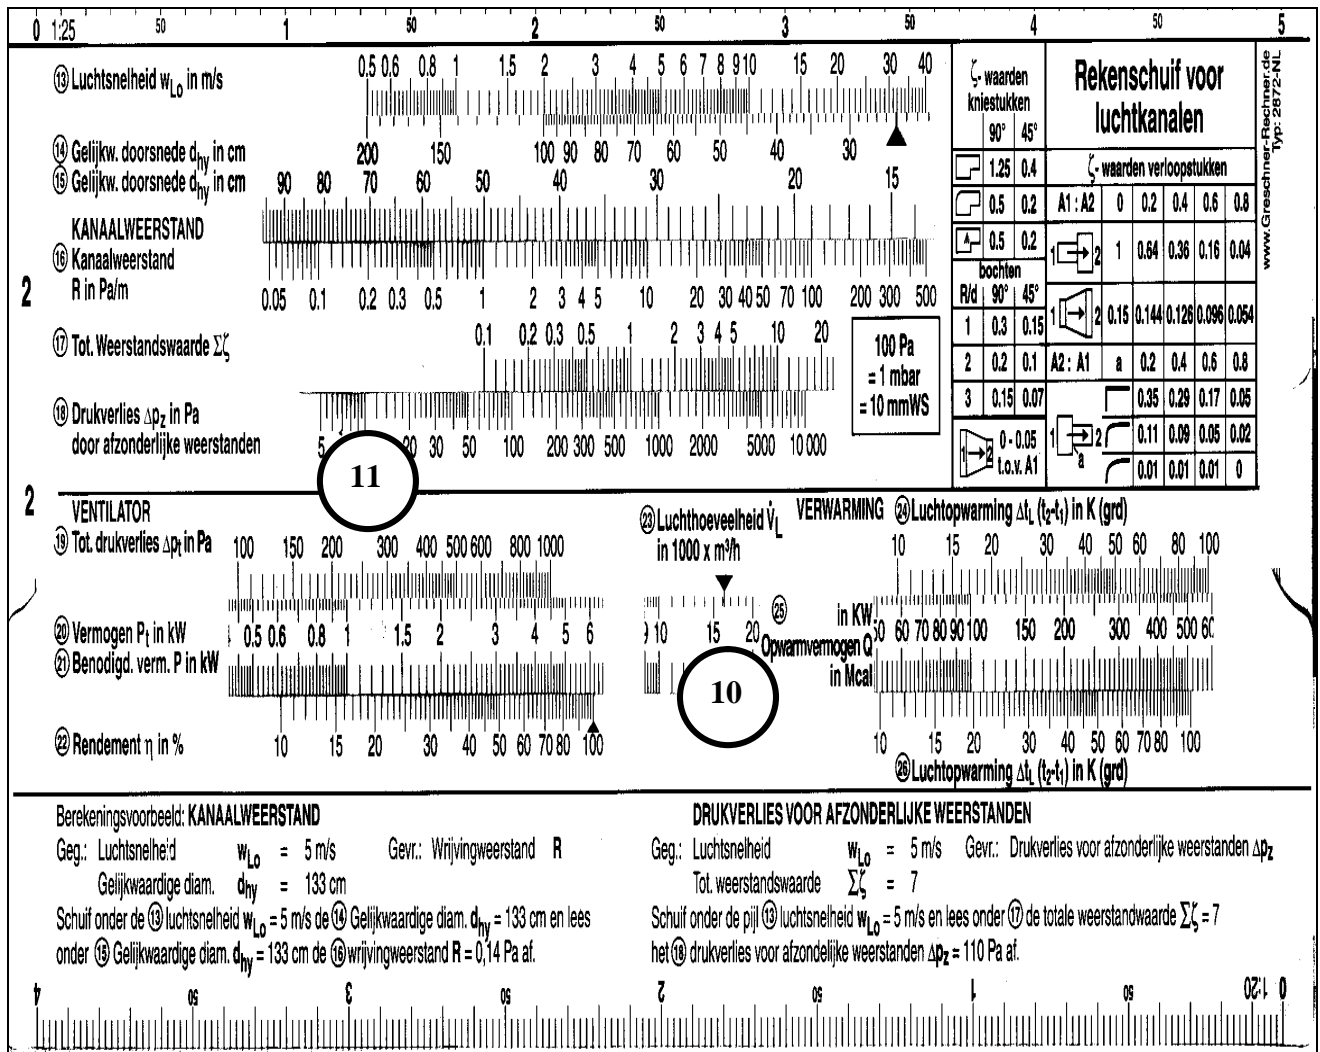 0 1:25 50 1 50 2 50 3 50 4 50 5
⑬ Luchtsnelheid wLo in m/s
0.5 0.6 0.8 1 1.5 2 3 4 5 6 7 8 9 10 15 20 30 40
⑭ Gelijkw. doorsnede dhy in cm
200 150 100 90 80 70 60 50 40 30
⑮ Gelijkw. doorsnede dhy in cm
90 80 70 60 50 40 30 20 15
KANAALWEERSTAND
⑯ Kanaalweerstand
R in Pa/m
0.05 0.1 0.2 0.3 0.5 1 2 3 4 5 10 20 30 40 50 70 100 200 300 500
2
⑰ Tot. Weerstandswaarde Σζ
0.1 0.2 0.3 0.5 1 2 3 4 5 10 20
⑱ Drukverlies Δpz in Pa
door afzonderlijke weerstanden
5 20 30 50 100 200 300 500 1000 2000 5000 10 000
11
100 Pa
= 1 mbar
= 10 mmWS
ζ- waarden
kniestukken
90° 45°
1.25 0.4
0.5 0.2
0.5 0.2
bochten
R/d 90° 45°
1 0.3 0.15
2 0.2 0.1
3 0.15 0.07
1 2 0 - 0.05
t.o.v. A1
Rekenschuif voor
luchtkanalen
ζ- waarden verloopstukken
A1 : A2 0 0.2 0.4 0.6 0.8
1 2 1 0.64 0.36 0.16 0.04
1 2 0.15 0.144 0.126 0.096 0.054
A2 : A1 a 0.2 0.4 0.6 0.8
0.35 0.29 0.17 0.05
1 2 0.11 0.09 0.05 0.02
a
0.01 0.01 0.01 0
www.Greschner-Rechner.de
Typ: 2872-NL
2
VENTILATOR
⑲ Tot. drukverlies Δpt in Pa
100 150 200 300 400 500 600 800 1000
⑳ Vermogen Pt in kW
0.5 0.6 0.8 1 1.5 2 3 4 5 6
㉑ Benodigd. verm. P in kW
㉒ Rendement η in %
10 15 20 30 40 50 60 70 80 100
㉓ Luchthoeveelheid V̇L
in 1000 x m³/h
10 15 20
10
VERWARMING ㉔ Luchtopwarming ΔtL (t2-t1) in K (grd)
10 15 20 30 40 50 60 80 100
㉕ in KW
60 70 80 90 100 150 200 300 400 500
Opwarmvermogen Q
in Mcal
10 15 20 30 40 50 60 70 80 100
㉖ Luchtopwarming ΔtL (t2-t1) in K (grd)
Berekeningsvoorbeeld: KANAALWEERSTAND
Geg.: Luchtsnelheid wLo = 5 m/s Gevr.: Wrijvingweerstand R
Gelijkwaardige diam. dhy = 133 cm
Schuif onder de ⑬ luchtsnelheid wLo = 5 m/s de ⑭ Gelijkwaardige diam. dhy = 133 cm en lees
onder ⑮ Gelijkwaardige diam. dhy = 133 cm de ⑯ wrijvingweerstand R = 0,14 Pa af.
DRUKVERLIES VOOR AFZONDERLIJKE WEERSTANDEN
Geg.: Luchtsnelheid wLo = 5 m/s Gevr.: Drukverlies voor afzonderlijke weerstanden Δpz
Tot. weerstandswaarde Σζ = 7
Schuif onder de pijl ⑬ luchtsnelheid wLo = 5 m/s en lees onder ⑰ de totale weerstandwaarde Σζ = 7
het ⑱ drukverlies voor afzondelijke weerstanden Δpz = 110 Pa af.
4 50 3 50 2 50 1 50 1:20 0